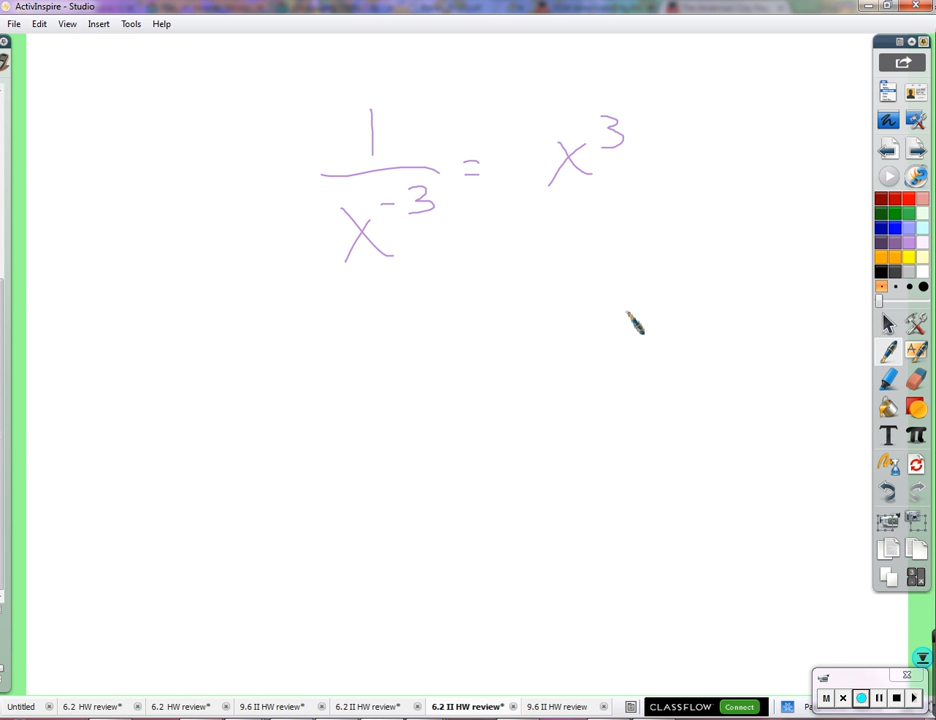 ActivInspire - Studio
File Edit View Insert Tools Help
1
x^-3 = x^3
T π
Untitled 6.2 HW review* 6.2 HW review* 9.6 II HW review* 6.2 II HW review* 6.2 II HW review* 9.6 II HW review CLASSFLOW Connect
M